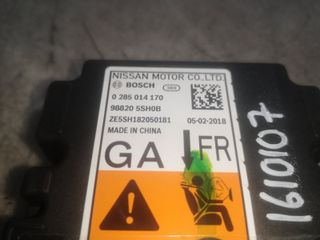 NISSAN MOTOR CO.,LTD.
BOSCH
0 285 014 170
98820 5SH0B
ZE5SH182050181
05-02-2018
MADE IN CHINA
GA
FR
1610107